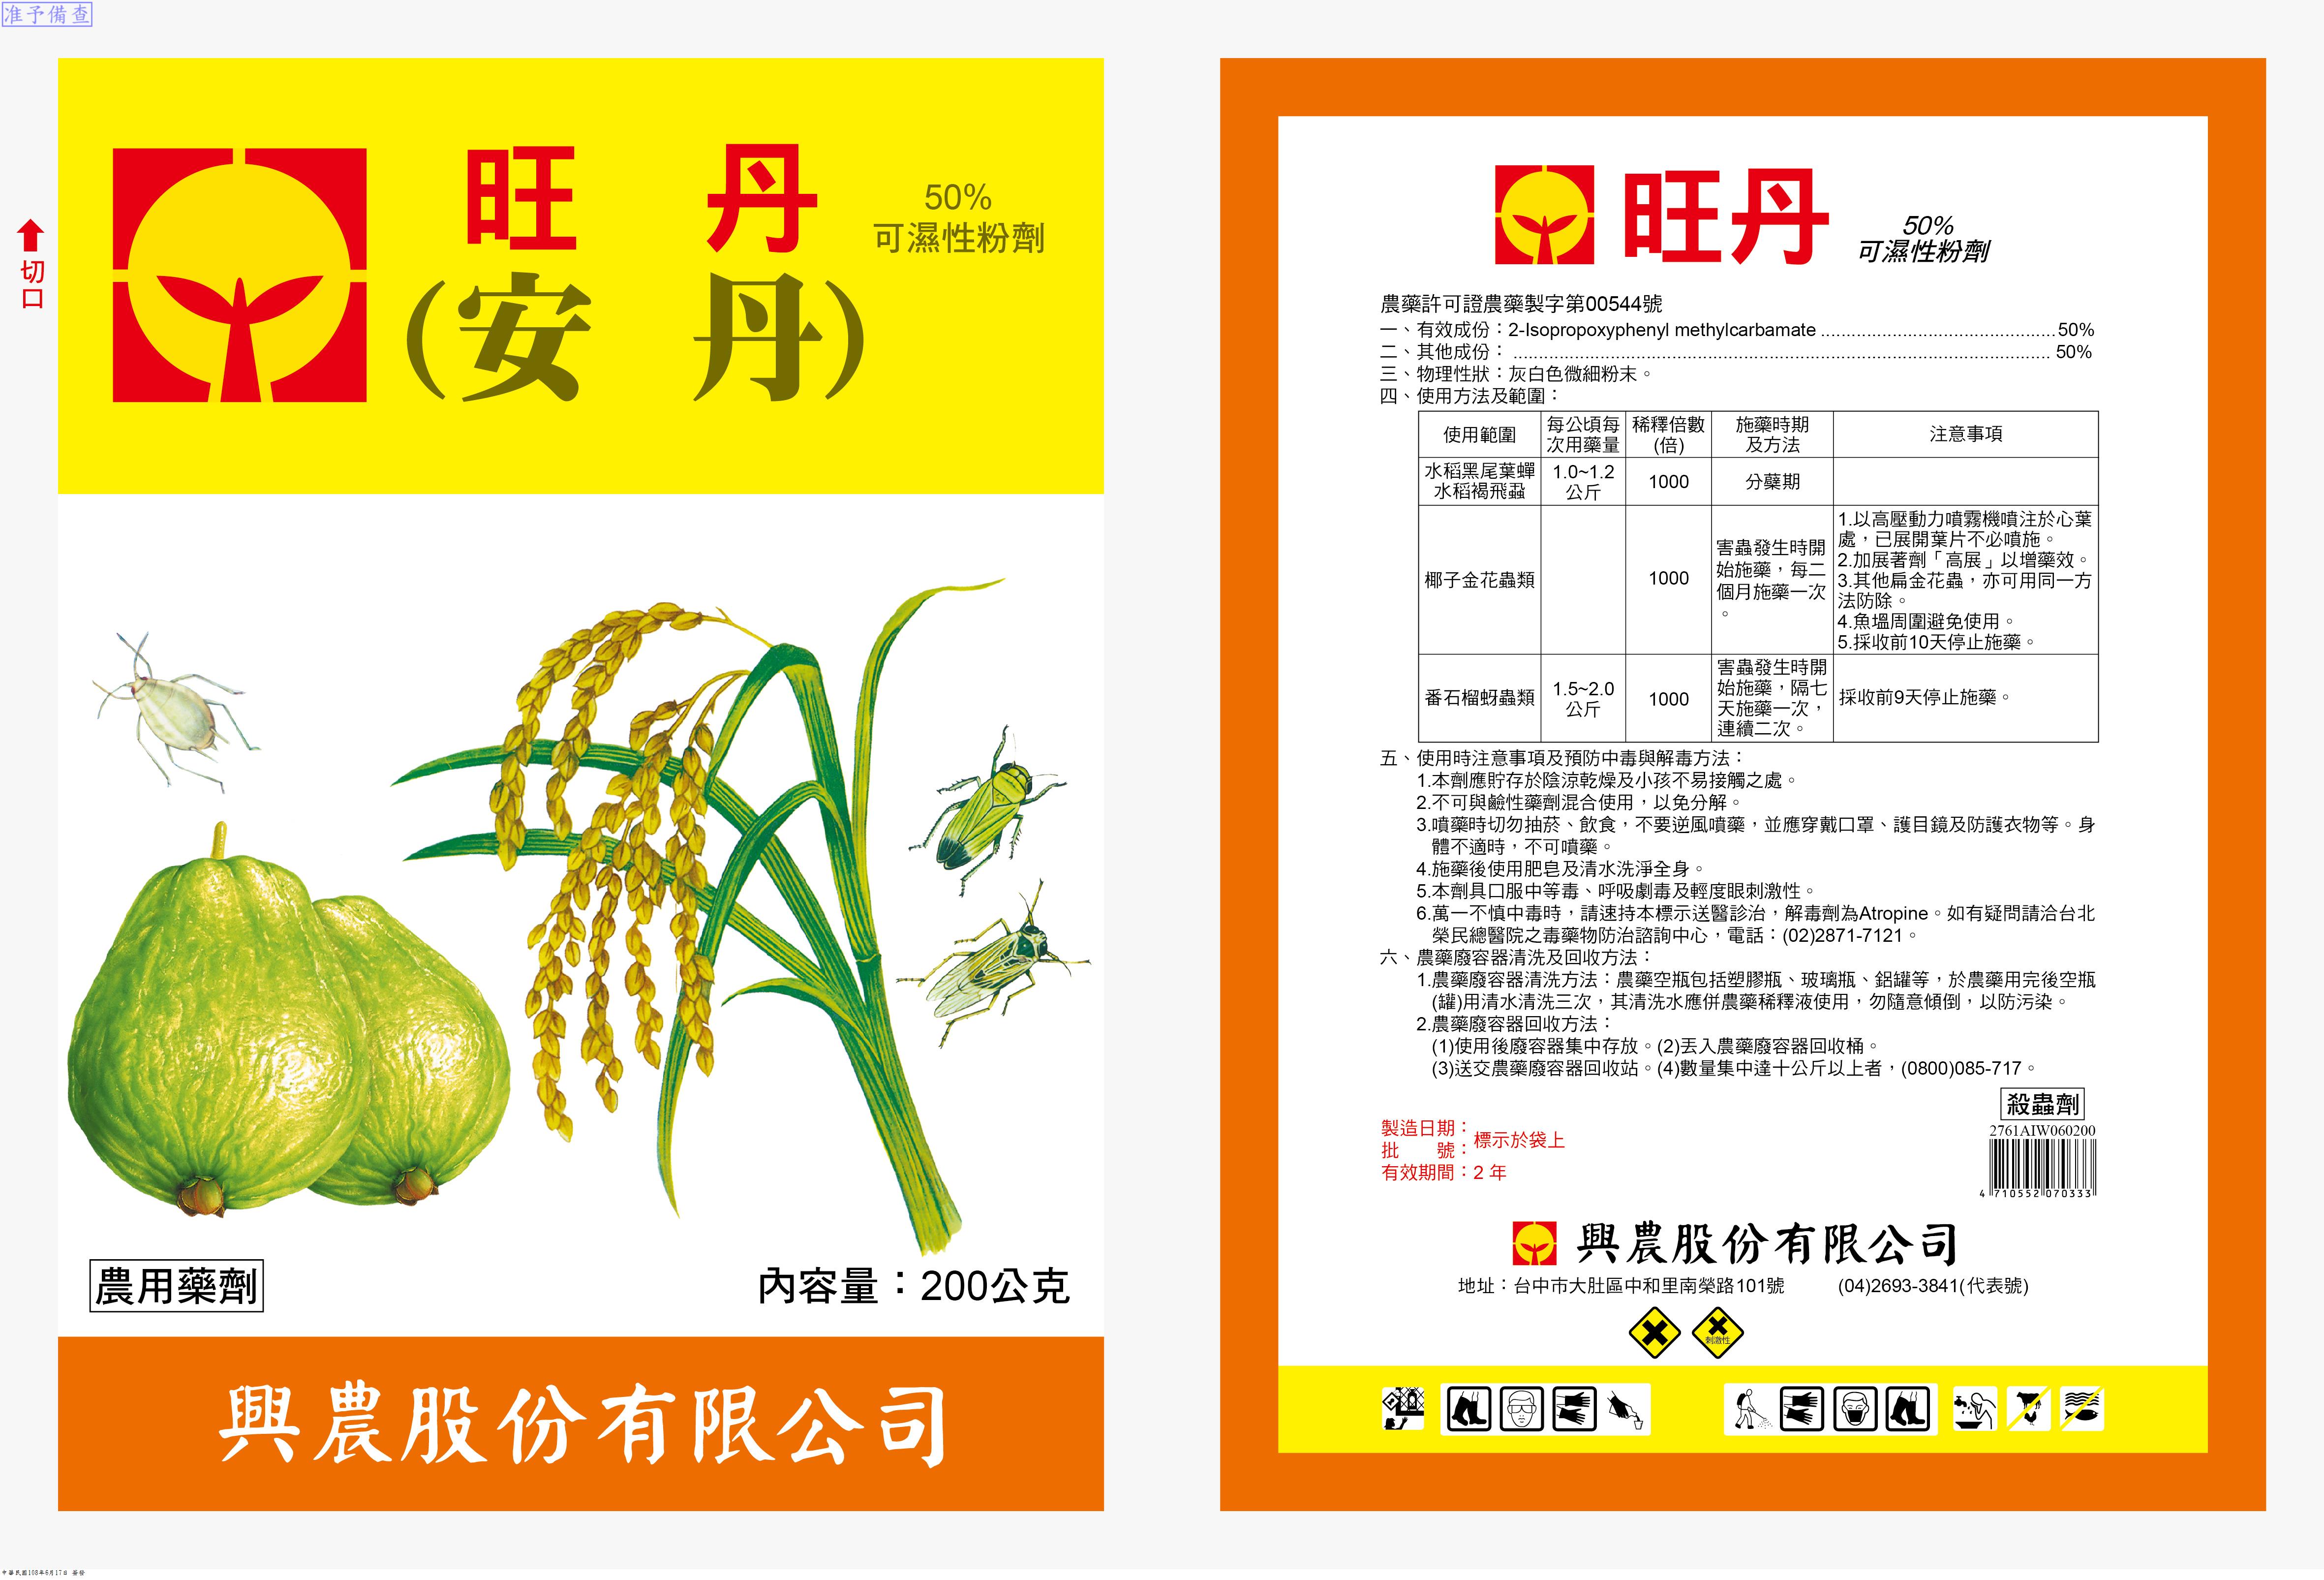 准予備查
切口
旺 丹
50%
可濕性粉劑
(安 丹)
農用藥劑
內容量：200公克
興農股份有限公司
旺丹
50%
可濕性粉劑
農藥許可證農藥製字第00544號
一、有效成份：2-Isopropoxyphenyl methylcarbamate ............................................. 50%
二、其他成份： ........................................................................................................ 50%
三、物理性狀：灰白色微細粉末。
四、使用方法及範圍：
使用範圍 每公頃每次用藥量 稀釋倍數(倍) 施藥時期及方法 注意事項
水稻黑尾葉蟬
水稻褐飛蝨
1.0~1.2
公斤
1000
分蘗期
椰子金花蟲類
1000
害蟲發生時開
始施藥，每二
個月施藥一次
。
1.以高壓動力噴霧機噴注於心葉
處，已展開葉片不必噴施。
2.加展著劑「高展」以增藥效。
3.其他扁金花蟲，亦可用同一方
法防除。
4.魚塭周圍避免使用。
5.採收前10天停止施藥。
番石榴蚜蟲類
1.5~2.0
公斤
1000
害蟲發生時開
始施藥，隔七
天施藥一次，
連續二次。
採收前9天停止施藥。
五、使用時注意事項及預防中毒與解毒方法：
1.本劑應貯存於陰涼乾燥及小孩不易接觸之處。
2.不可與鹼性藥劑混合使用，以免分解。
3.噴藥時切勿抽菸、飲食，不要逆風噴藥，並應穿戴口罩、護目鏡及防護衣物等。身
體不適時，不可噴藥。
4.施藥後使用肥皂及清水洗淨全身。
5.本劑具口服中等毒、呼吸劇毒及輕度眼刺激性。
6.萬一不慎中毒時，請速持本標示送醫診治，解毒劑為Atropine。如有疑問請洽台北
榮民總醫院之毒藥物防治諮詢中心，電話：(02)2871-7121。
六、農藥廢容器清洗及回收方法：
1.農藥廢容器清洗方法：農藥空瓶包括塑膠瓶、玻璃瓶、鋁罐等，於農藥用完後空瓶
(罐)用清水清洗三次，其清洗水應併農藥稀釋液使用，勿隨意傾倒，以防污染。
2.農藥廢容器回收方法：
(1)使用後廢容器集中存放。(2)丟入農藥廢容器回收桶。
(3)送交農藥廢容器回收站。(4)數量集中達十公斤以上者，(0800)085-717。
殺蟲劑
2761AIW060200
4 710552 070333
製造日期：
批 號：標示於袋上
有效期間：2 年
興農股份有限公司
地址：台中市大肚區中和里南榮路101號 (04)2693-3841(代表號)
刺激性
中華民國108年6月17日 簽發